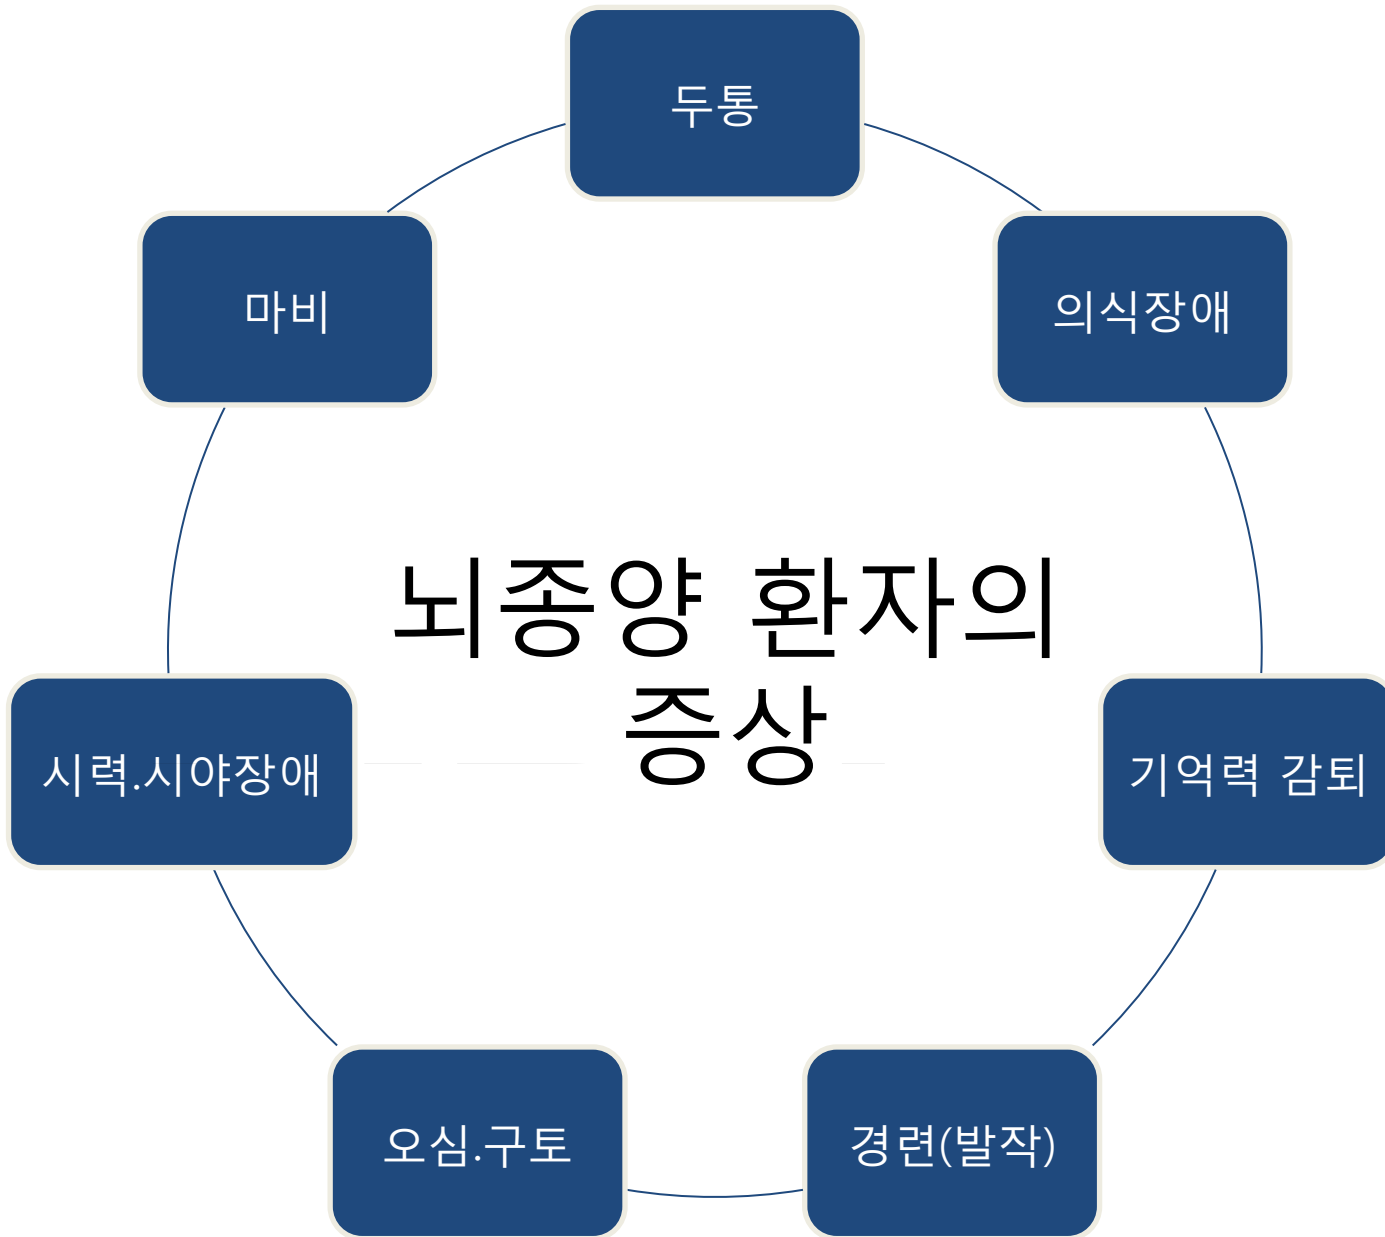 두통
마비
의식장애
뇌종양 환자의
증상
시력.시야장애
기억력 감퇴
오심.구토
경련(발작)